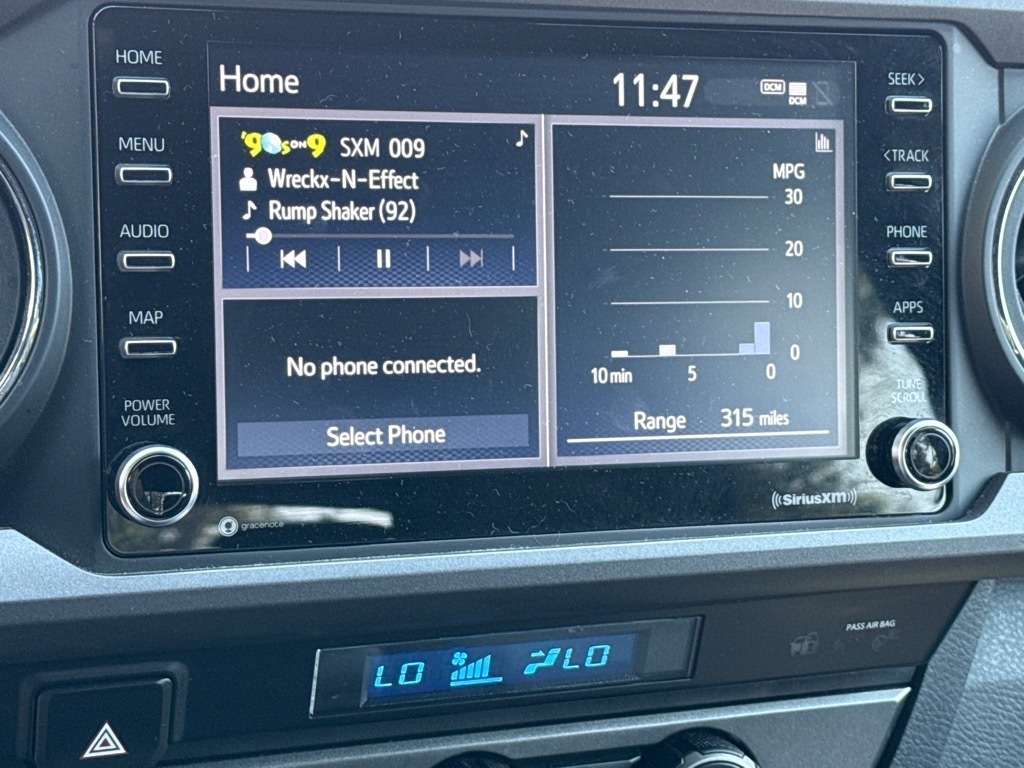 HOME
MENU
AUDIO
MAP
POWER
VOLUME
Home
11:47
DCM
DCM
'90s ON 9 SXM 009
Wreckx-N-Effect
Rump Shaker (92)
No phone connected.
Select Phone
MPG
30
20
10
0
10 min 5 0
Range 315 miles
SEEK>
<TRACK
PHONE
APPS
TUNE
SCROLL
gracenote
((SiriusXM))
PASS AIR BAG
LO LO